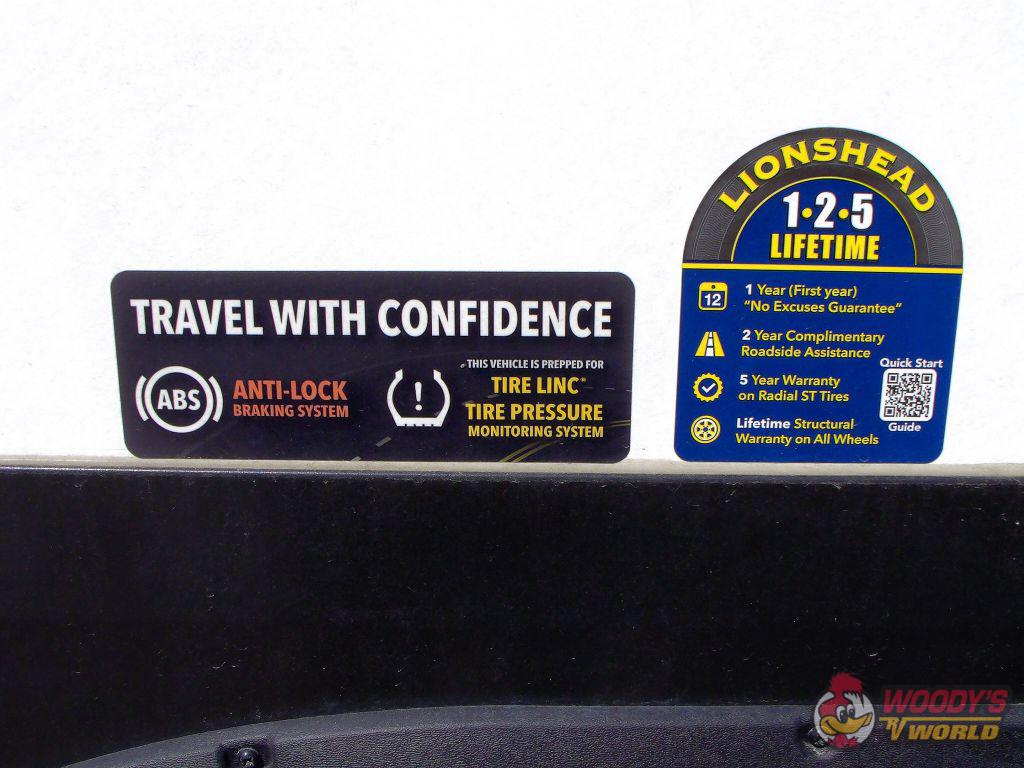 TRAVEL WITH CONFIDENCE
ABS
ANTI-LOCK
BRAKING SYSTEM
THIS VEHICLE IS PREPPED FOR
TIRE LINC®
TIRE PRESSURE
MONITORING SYSTEM
LIONSHEAD
1•2•5
LIFETIME
12
1 Year (First year)
"No Excuses Guarantee"
2 Year Complimentary
Roadside Assistance
5 Year Warranty
on Radial ST Tires
Quick Start
Guide
Lifetime Structural
Warranty on All Wheels
WOODY'S
RV WORLD